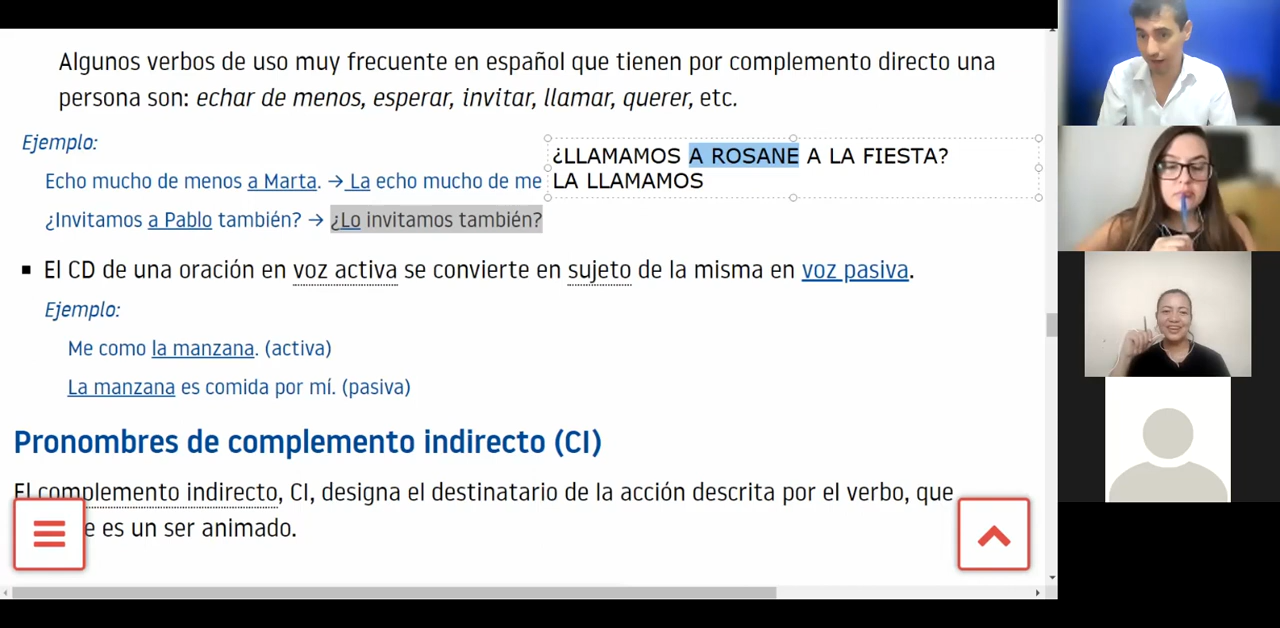 Algunos verbos de uso muy frecuente en español que tienen por complemento directo una
persona son: echar de menos, esperar, invitar, llamar, querer, etc.
Ejemplo:
Echo mucho de menos a Marta. → La echo mucho de me
¿Invitamos a Pablo también? → ¿Lo invitamos también?
¿LLAMAMOS A ROSANE A LA FIESTA?
LA LLAMAMOS
▪ El CD de una oración en voz activa se convierte en sujeto de la misma en voz pasiva.
Ejemplo:
Me como la manzana. (activa)
La manzana es comida por mí. (pasiva)
Pronombres de complemento indirecto (CI)
El complemento indirecto, CI, designa el destinatario de la acción descrita por el verbo, que
e es un ser animado.